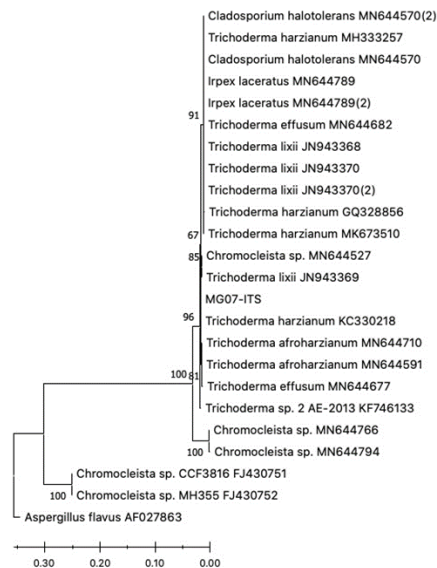 Cladosporium halotolerans MN644570(2)
Trichoderma harzianum MH333257
Cladosporium halotolerans MN644570
Irpex laceratus MN644789
Irpex laceratus MN644789(2)
91
Trichoderma effusum MN644682
Trichoderma lixii JN943368
Trichoderma lixii JN943370
Trichoderma lixii JN943370(2)
Trichoderma harzianum GQ328856
67
Trichoderma harzianum MK673510
85
Chromocleista sp. MN644527
Trichoderma lixii JN943369
MG07-ITS
96
Trichoderma harzianum KC330218
Trichoderma afroharzianum MN644710
Trichoderma afroharzianum MN644591
100
81
Trichoderma effusum MN644677
Trichoderma sp. 2 AE-2013 KF746133
Chromocleista sp. MN644766
100
Chromocleista sp. MN644794
Chromocleista sp. CCF3816 FJ430751
100
Chromocleista sp. MH355 FJ430752
Aspergillus flavus AF027863
0.30 0.20 0.10 0.00